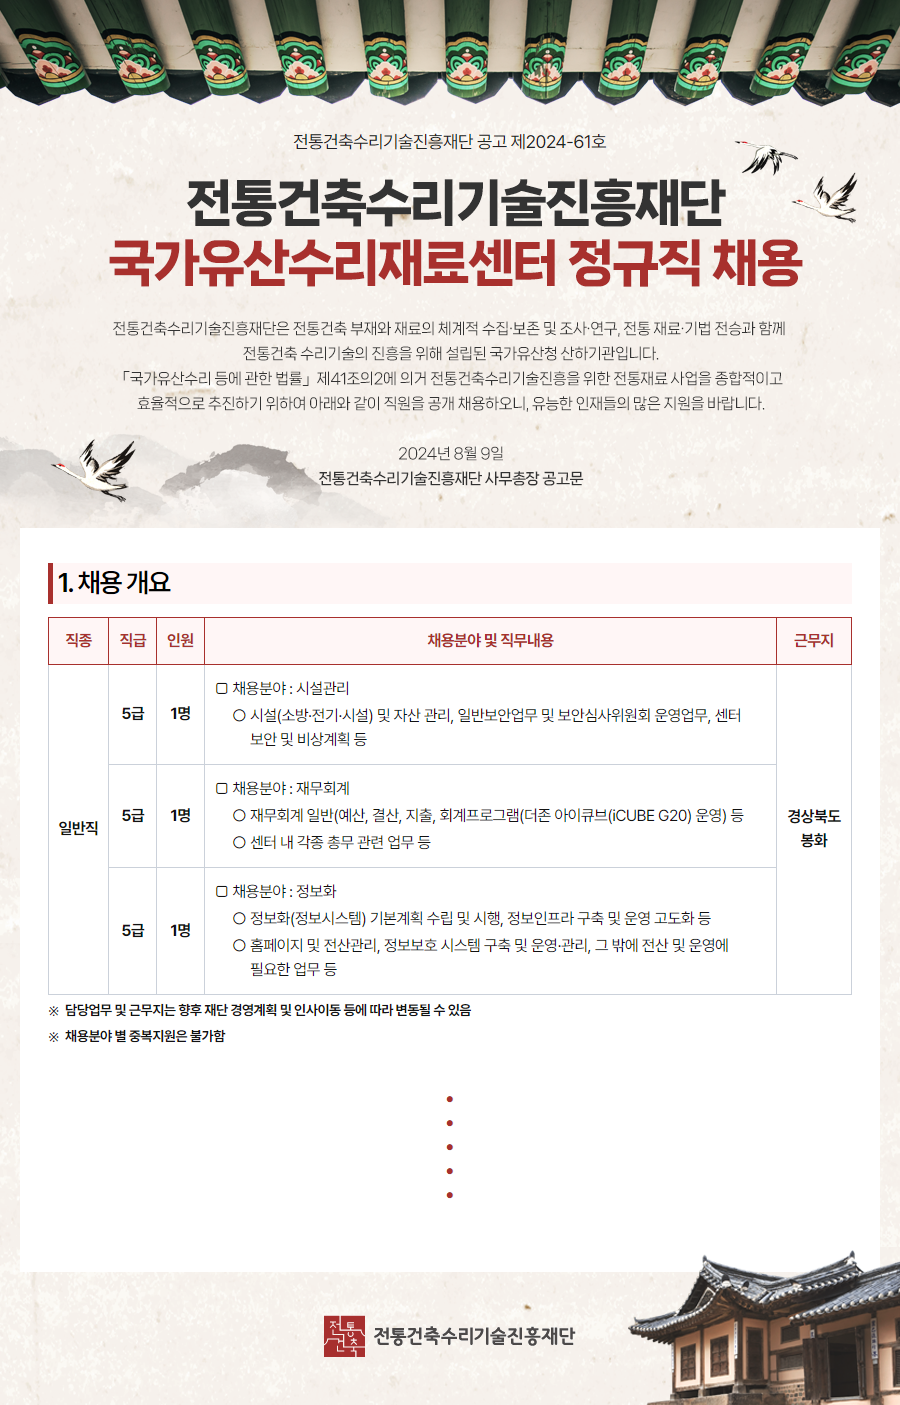 전통건축수리기술진흥재단 공고 제2024-61호
전통건축수리기술진흥재단
국가유산수리재료센터 정규직 채용
전통건축수리기술진흥재단은 전통건축 부재와 재료의 체계적 수집·보존 및 조사·연구, 전통 재료·기법 전승과 함께
전통건축 수리기술의 진흥을 위해 설립된 국가유산청 산하기관입니다.
「국가유산수리 등에 관한 법률」 제41조의2에 의거 전통건축수리기술진흥을 위한 전통재료 사업을 종합적이고
효율적으로 추진하기 위하여 아래와 같이 직원을 공개 채용하오니, 유능한 인재들의 많은 지원을 바랍니다.
2024년 8월 9일
전통건축수리기술진흥재단 사무총장 공고문
1. 채용 개요
직종 직급 인원 채용분야 및 직무내용 근무지
일반직
5급 1명
▢ 채용분야 : 시설관리
○ 시설(소방·전기·시설) 및 자산 관리, 일반보안업무 및 보안심사위원회 운영업무, 센터
보안 및 비상계획 등
5급 1명
▢ 채용분야 : 재무회계
○ 재무회계 일반(예산, 결산, 지출, 회계프로그램(더존 아이큐브(iCUBE G20) 운영) 등
○ 센터 내 각종 총무 관련 업무 등
5급 1명
▢ 채용분야 : 정보화
○ 정보화(정보시스템) 기본계획 수립 및 시행, 정보인프라 구축 및 운영 고도화 등
○ 홈페이지 및 전산관리, 정보보호 시스템 구축 및 운영·관리, 그 밖에 전산 및 운영에
필요한 업무 등
경상북도
봉화
※ 담당업무 및 근무지는 향후 재단 경영계획 및 인사이동 등에 따라 변동될 수 있음
※ 채용분야 별 중복지원은 불가함
전통
건축
전통건축수리기술진흥재단